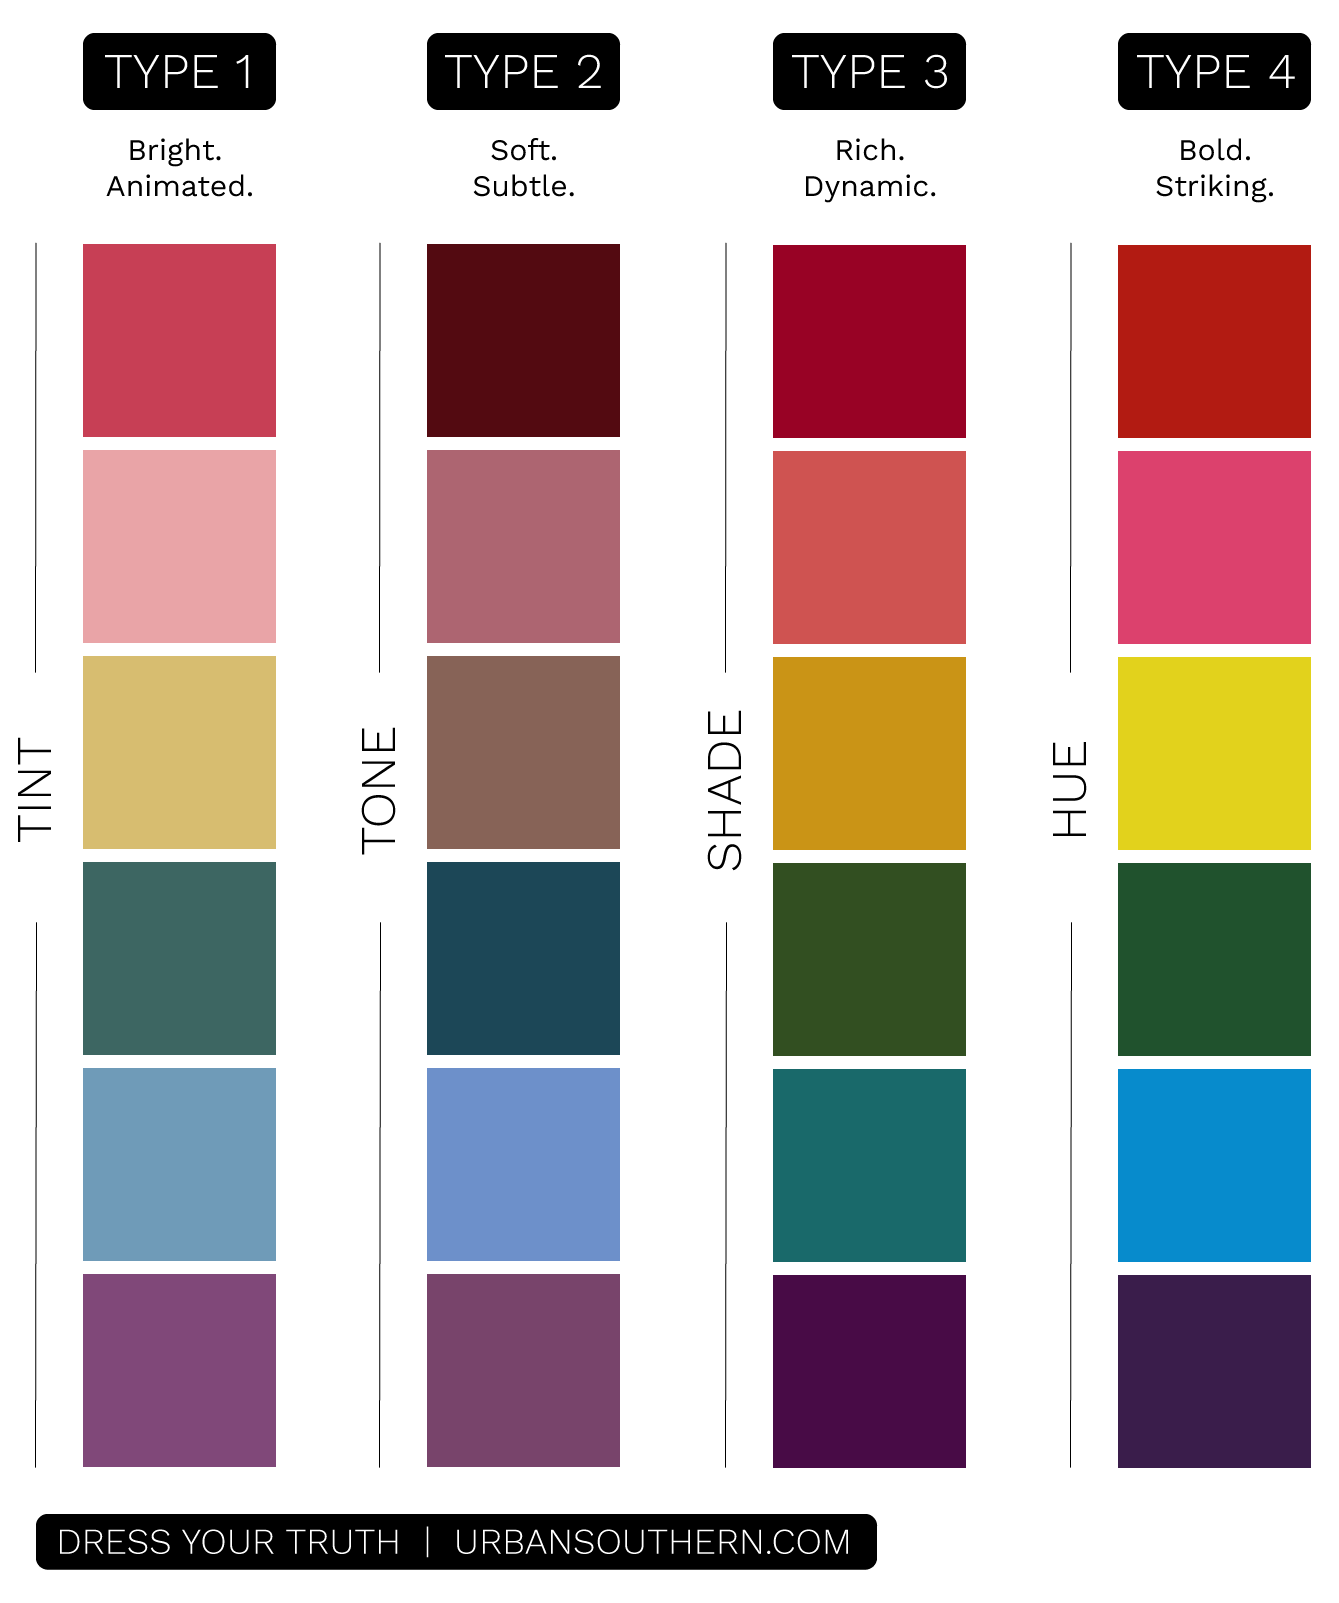 TYPE 1
Bright.
Animated.
TINT
TYPE 2
Soft.
Subtle.
TONE
TYPE 3
Rich.
Dynamic.
SHADE
TYPE 4
Bold.
Striking.
HUE
DRESS YOUR TRUTH | URBANSOUTHERN.COM